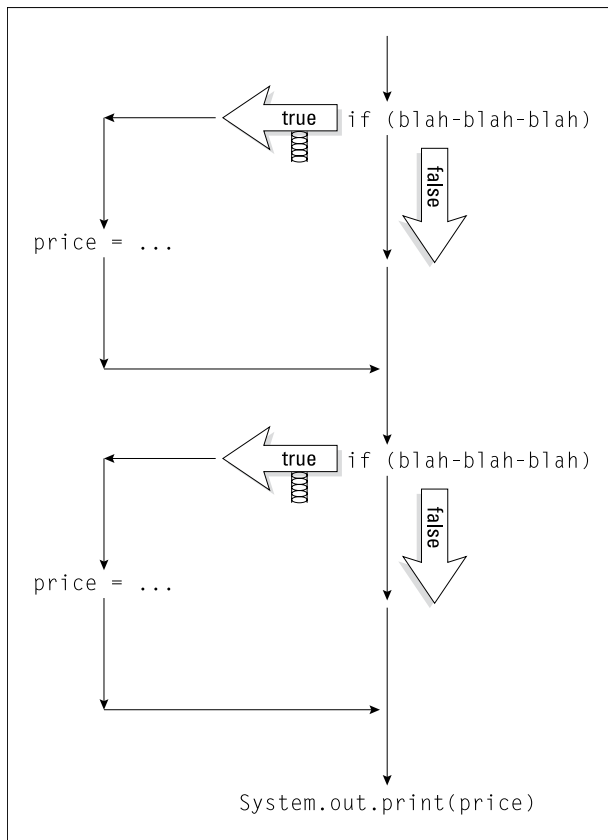 true if (blah-blah-blah)
false
price = ...
true if (blah-blah-blah)
false
price = ...
System.out.print(price)